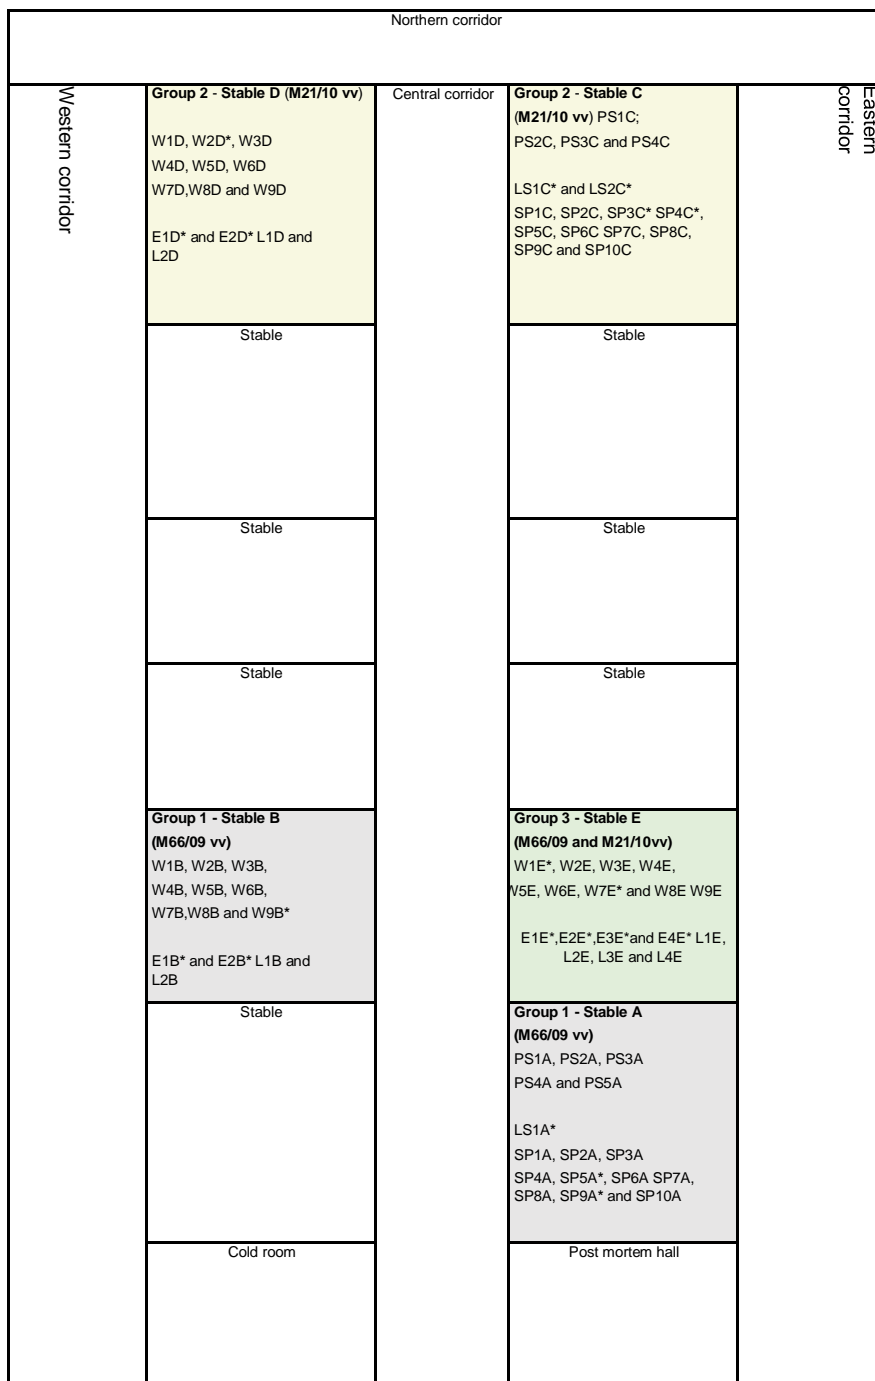 Northern corridor
Western corridor
Group 2 - Stable D (M21/10 vv)
W1D, W2D*, W3D
W4D, W5D, W6D
W7D,W8D and W9D
E1D* and E2D* L1D and
L2D
Central corridor
Group 2 - Stable C
(M21/10 vv) PS1C;
PS2C, PS3C and PS4C
LS1C* and LS2C*
SP1C, SP2C, SP3C* SP4C*,
SP5C, SP6C SP7C, SP8C,
SP9C and SP10C
Eastern
corridor
Stable
Stable
Stable
Stable
Stable
Stable
Group 1 - Stable B
(M66/09 vv)
W1B, W2B, W3B,
W4B, W5B, W6B,
W7B,W8B and W9B*
E1B* and E2B* L1B and
L2B
Group 3 - Stable E
(M66/09 and M21/10vv)
W1E*, W2E, W3E, W4E,
W5E, W6E, W7E* and W8E W9E
E1E*,E2E*,E3E*and E4E* L1E,
L2E, L3E and L4E
Stable
Group 1 - Stable A
(M66/09 vv)
PS1A, PS2A, PS3A
PS4A and PS5A
LS1A*
SP1A, SP2A, SP3A
SP4A, SP5A*, SP6A SP7A,
SP8A, SP9A* and SP10A
Cold room
Post mortem hall